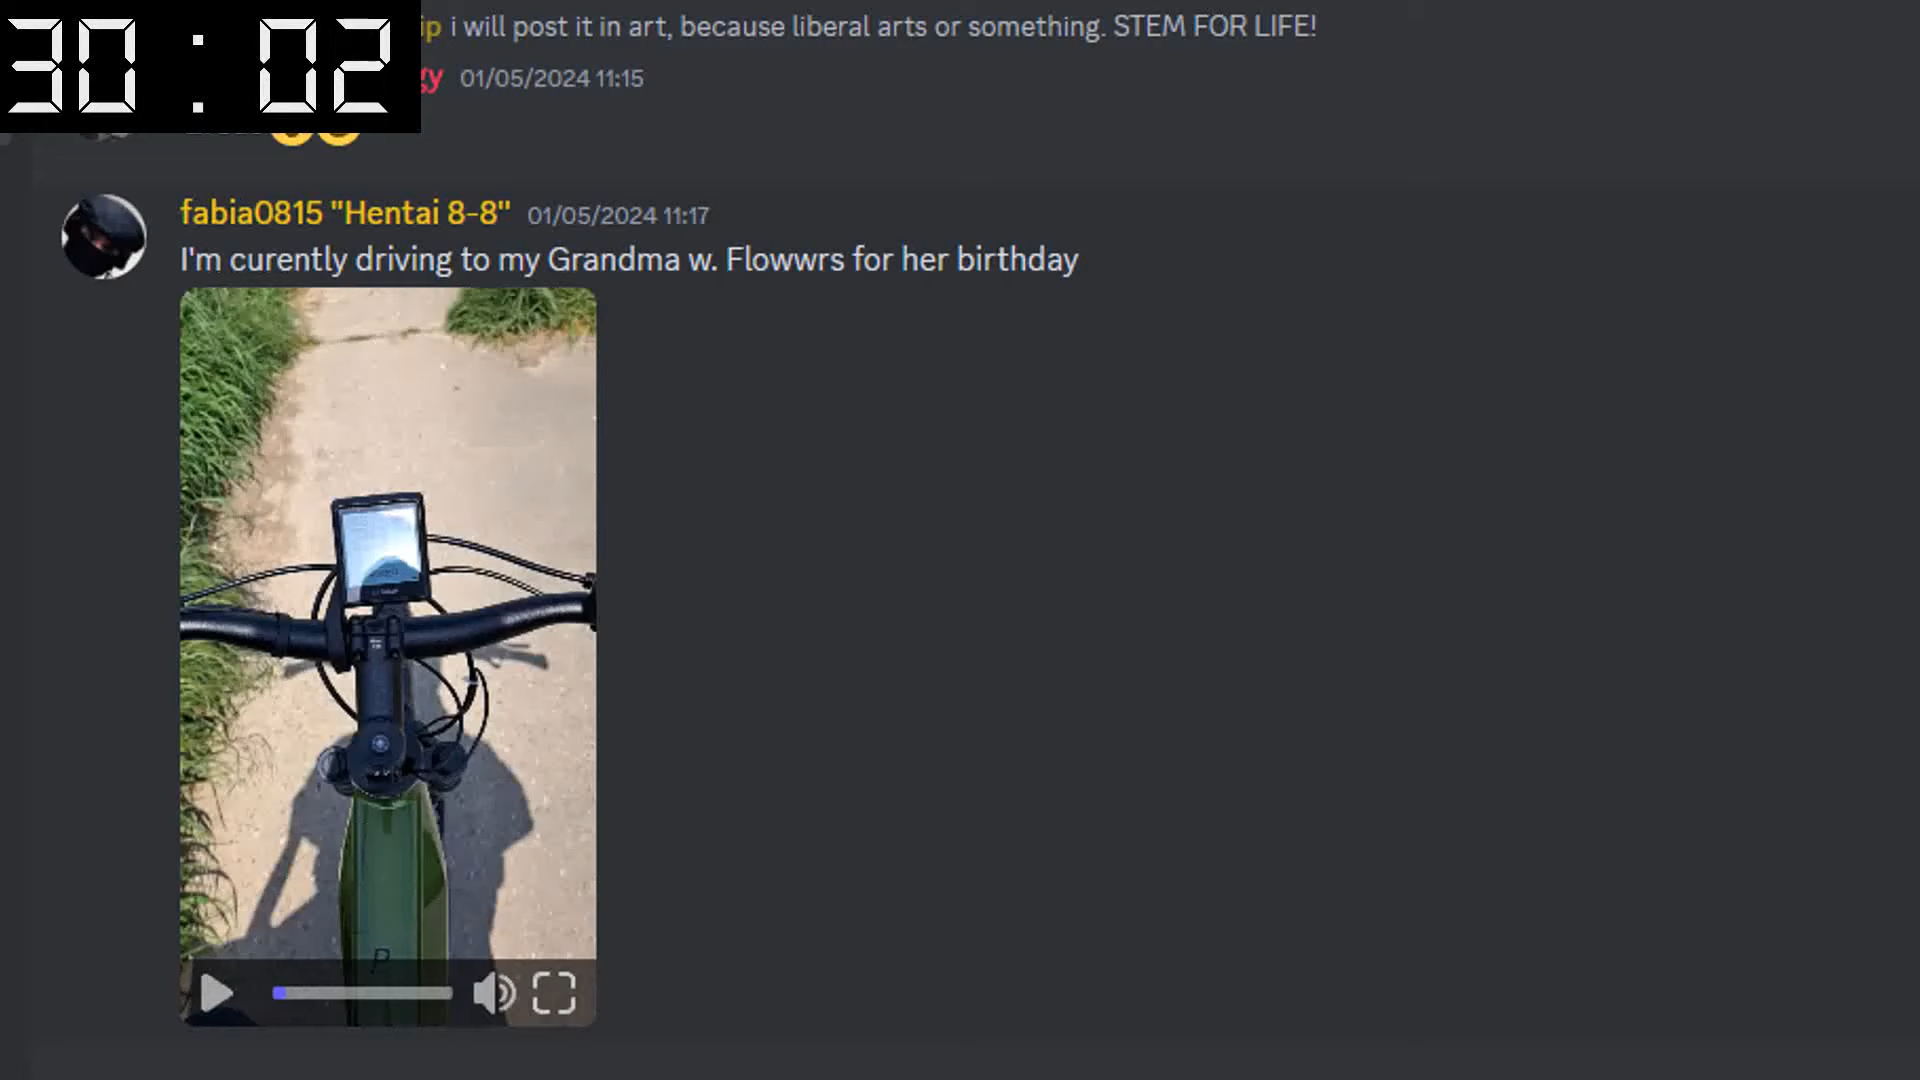 30:02
ip i will post it in art, because liberal arts or something. STEM FOR LIFE!
gy 01/05/2024 11:15
fabia0815 "Hentai 8-8" 01/05/2024 11:17
I'm curently driving to my Grandma w. Flowwrs for her birthday
P